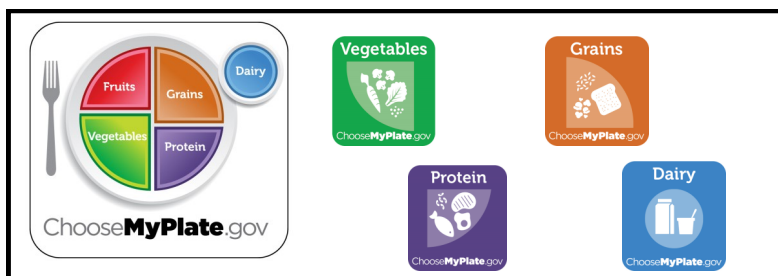 Fruits
Grains
Dairy
Vegetables
Protein
ChooseMyPlate.gov
Vegetables
ChooseMyPlate.gov
Grains
ChooseMyPlate.gov
Protein
ChooseMyPlate.gov
Dairy
ChooseMyPlate.gov